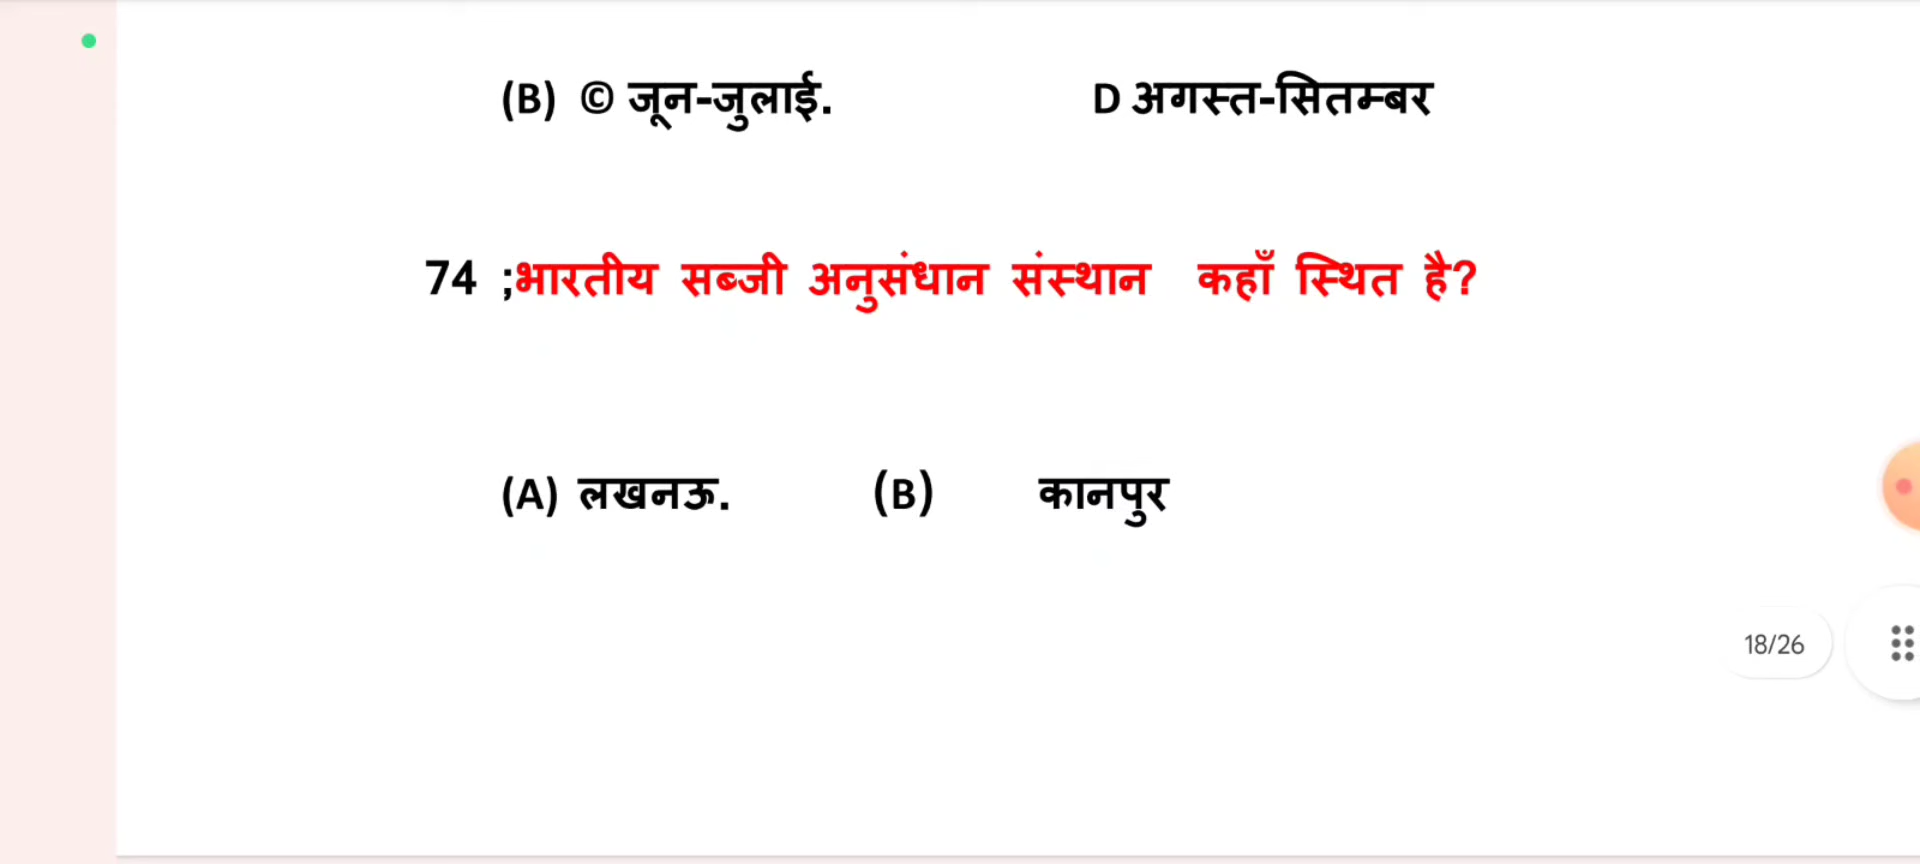 (B) © जून-जुलाई. D अगस्त-सितम्बर
74 ;भारतीय सब्जी अनुसंधान संस्थान कहाँ स्थित है?
(A) लखनऊ. (B) कानपुर
18/26